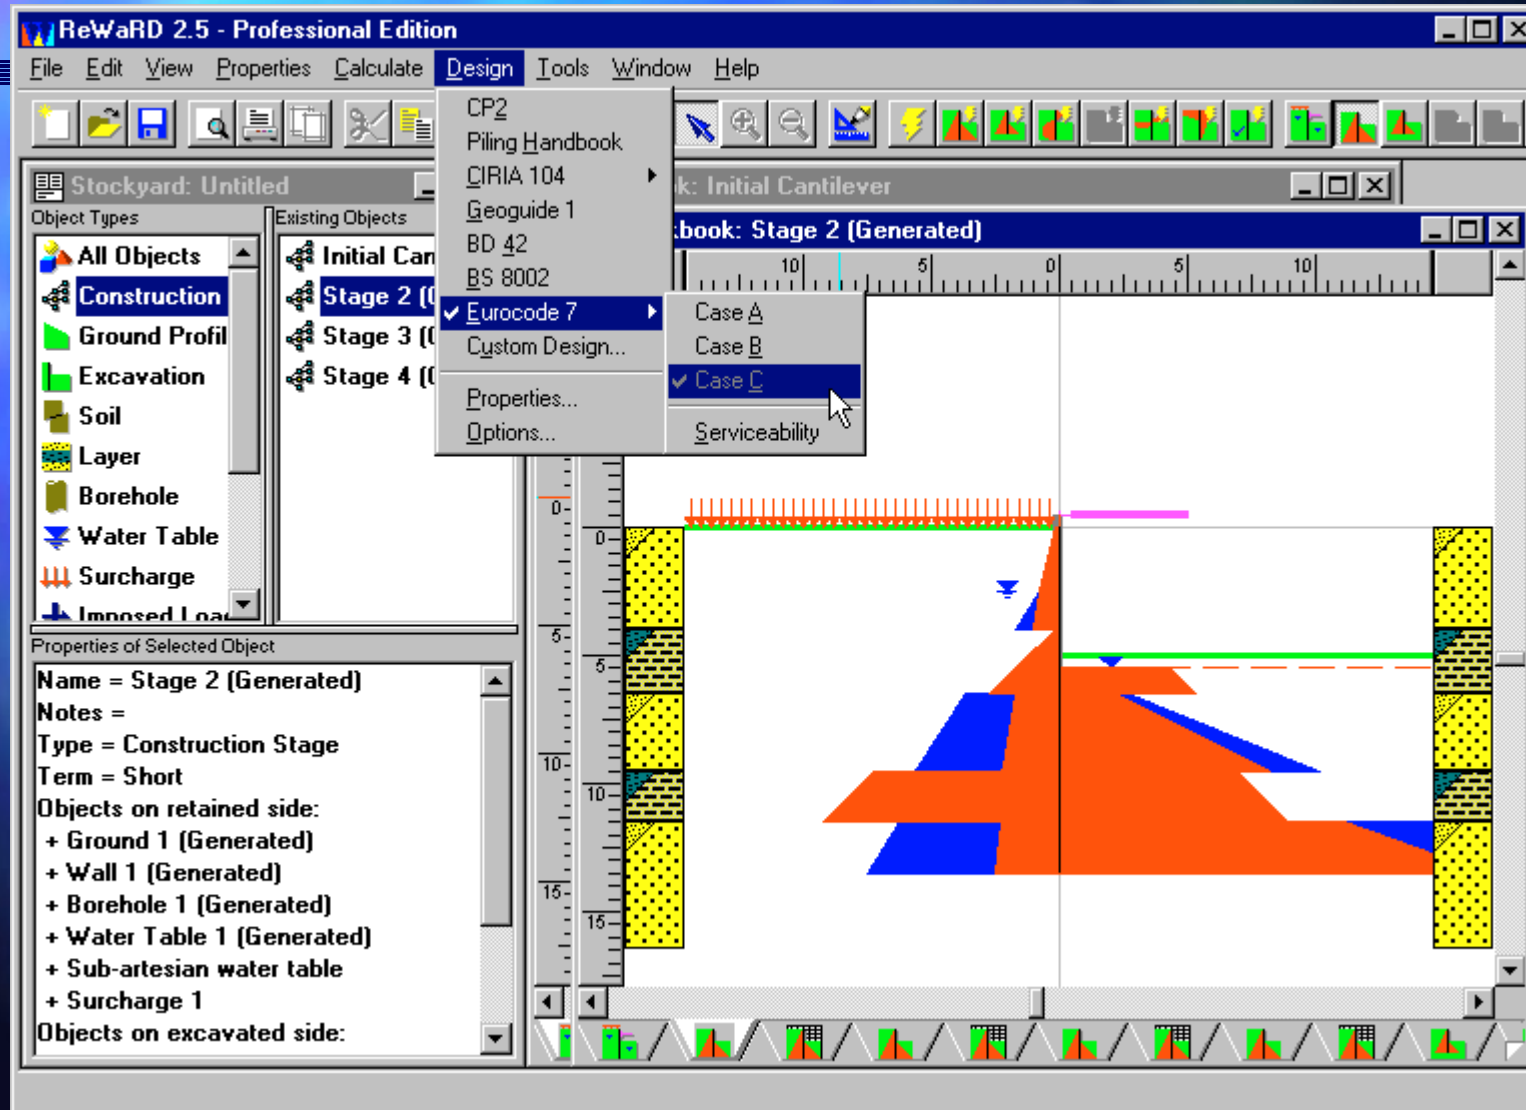 ReWaRD 2.5 - Professional Edition
File Edit View Properties Calculate Design Tools Window Help
CP2
Piling Handbook
CIRIA 104
Geoguide 1
BD 42
BS 8002
Eurocode 7
Custom Design...
Properties...
Options...
Case A
Case B
Case C
Serviceability
Stockyard: Untitled
Object Types
All Objects
Construction
Ground Profil
Excavation
Soil
Layer
Borehole
Water Table
Surcharge
Imposed Loa
Existing Objects
Initial Can
Stage 2 (
Stage 3 (
Stage 4 (
Properties of Selected Object
Name = Stage 2 (Generated)
Notes =
Type = Construction Stage
Term = Short
Objects on retained side:
+ Ground 1 (Generated)
+ Wall 1 (Generated)
+ Borehole 1 (Generated)
+ Water Table 1 (Generated)
+ Sub-artesian water table
+ Surcharge 1
Objects on excavated side:
k: Initial Cantilever
book: Stage 2 (Generated)
10 5 0 5 10
0
5
10
15
0
5
10
15